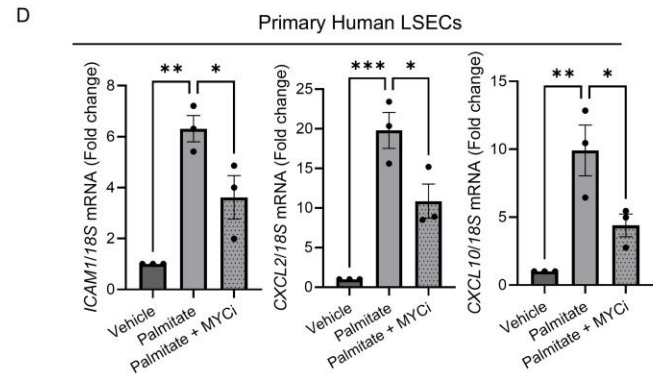 D
Primary Human LSECs
ICAM1/18S mRNA (Fold change)
8
6
4
2
0
** *
Vehicle
Palmitate
Palmitate + MYCi
CXCL2/18S mRNA (Fold change)
25
20
15
10
5
0
*** *
Vehicle
Palmitate
Palmitate + MYCi
CXCL10/18S mRNA (Fold change)
15
10
5
0
** *
Vehicle
Palmitate
Palmitate + MYCi